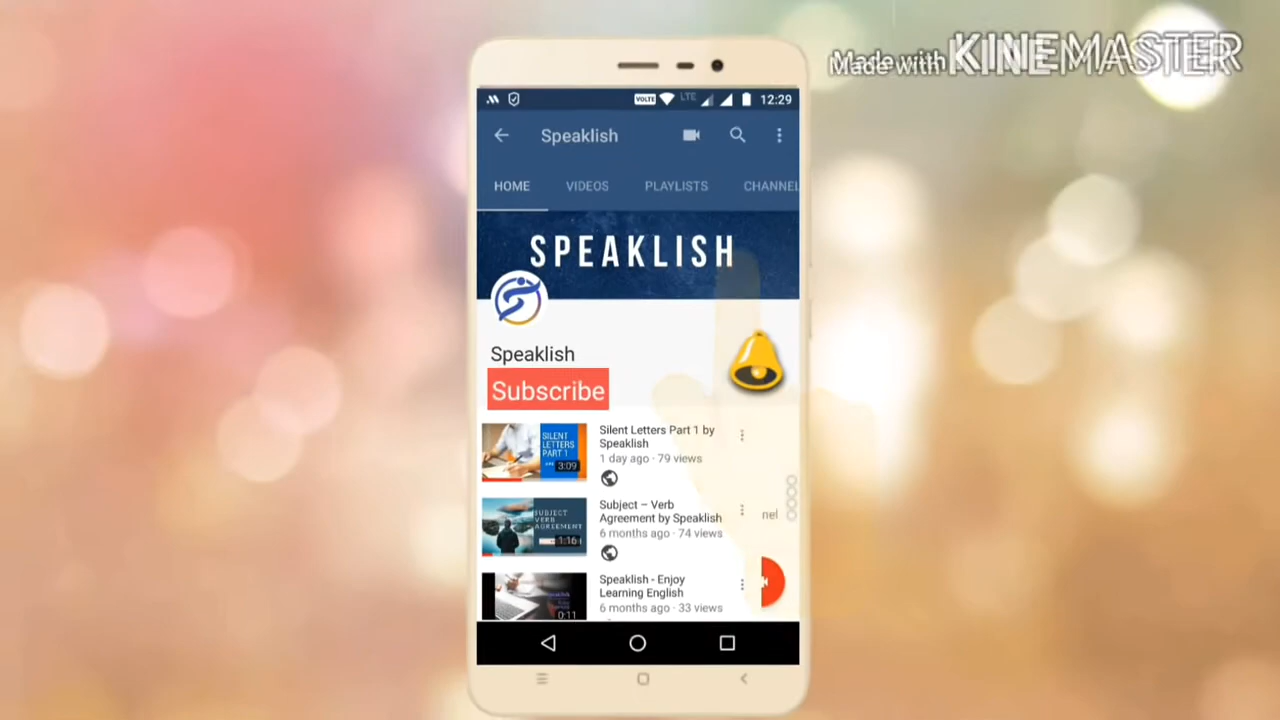 Made with KINEMASTER
VOLTE LTE 12:29
Speaklish
HOME VIDEOS PLAYLISTS CHANNEL
SPEAKLISH
Speaklish
Subscribe
SILENT
LETTERS
PART 1
3:09
Silent Letters Part 1 by
Speaklish
1 day ago · 79 views
SUBJECT
VERB
AGREEMENT
1:16
Subject – Verb
Agreement by Speaklish
6 months ago · 74 views
nel
0:11
Speaklish - Enjoy
Learning English
6 months ago · 33 views